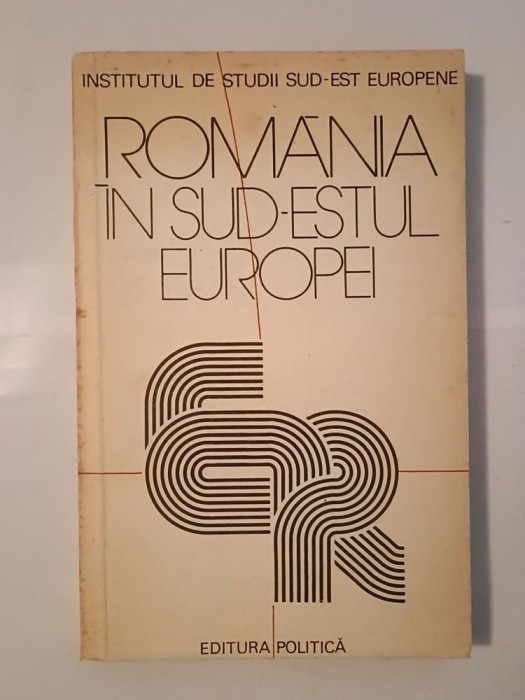 INSTITUTUL DE STUDII SUD-EST EUROPENE
ROMÂNIA
ÎN SUD-ESTUL
EUROPEI
EDITURA POLITICĂ